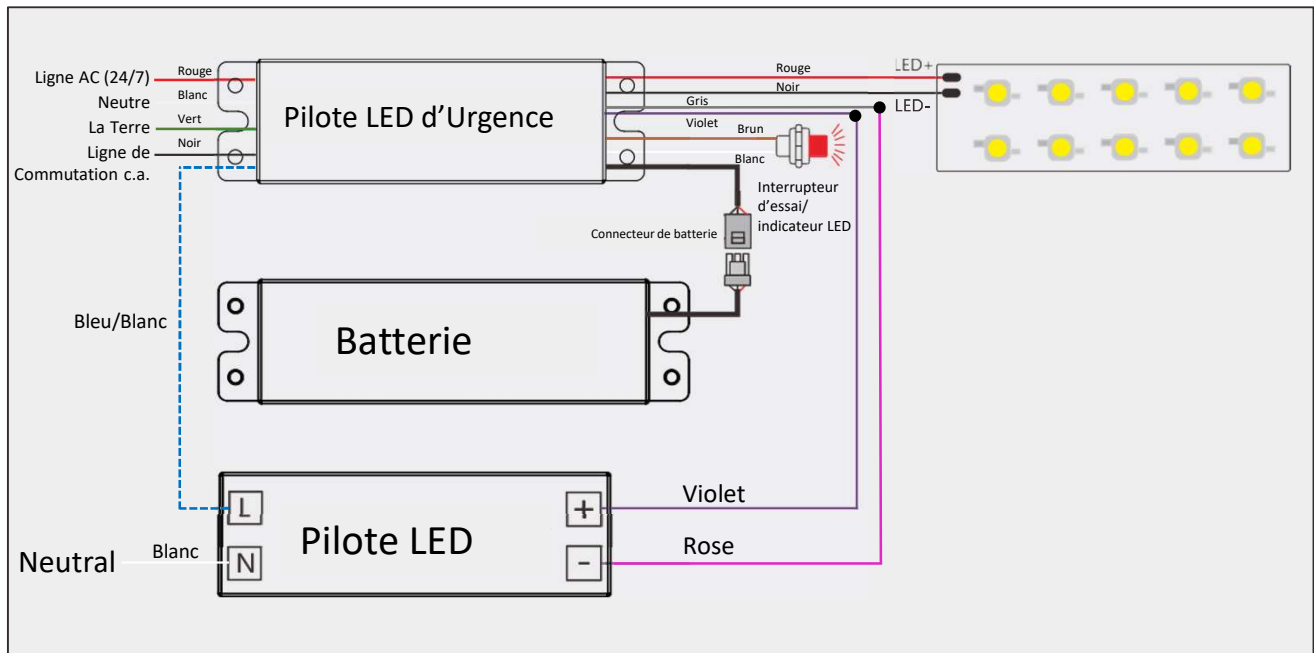 Ligne AC (24/7)
Rouge
Neutre
Blanc
La Terre
Vert
Ligne de
Commutation c.a.
Noir
Pilote LED d’Urgence
Rouge
Noir
Gris
Violet
Brun
Blanc
LED+
LED-
Interrupteur
d’essai/
indicateur LED
Connecteur de batterie
Bleu/Blanc
Batterie
L
N
Pilote LED
+
-
Violet
Rose
Neutral
Blanc